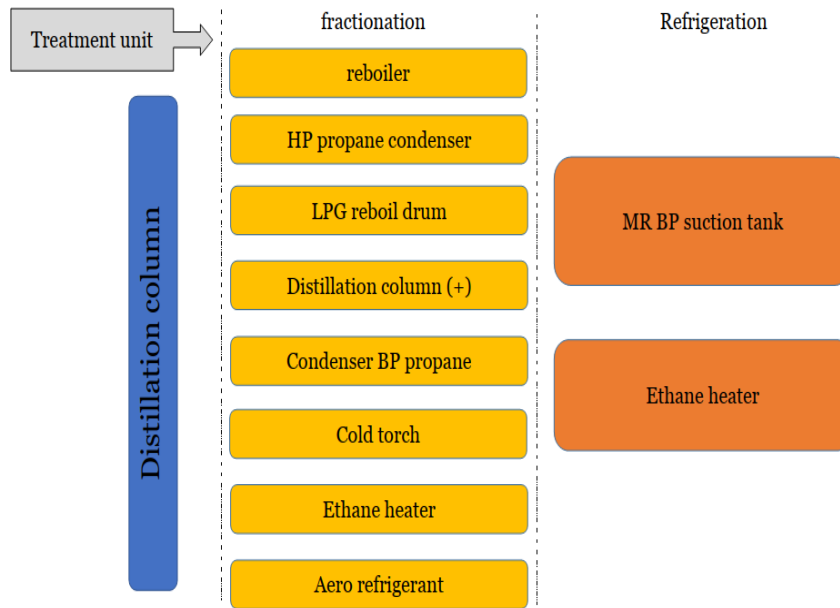 Treatment unit
fractionation
Refrigeration
reboiler
HP propane condenser
LPG reboil drum
Distillation column (+)
Condenser BP propane
Cold torch
Ethane heater
Aero refrigerant
MR BP suction tank
Ethane heater
Distillation column